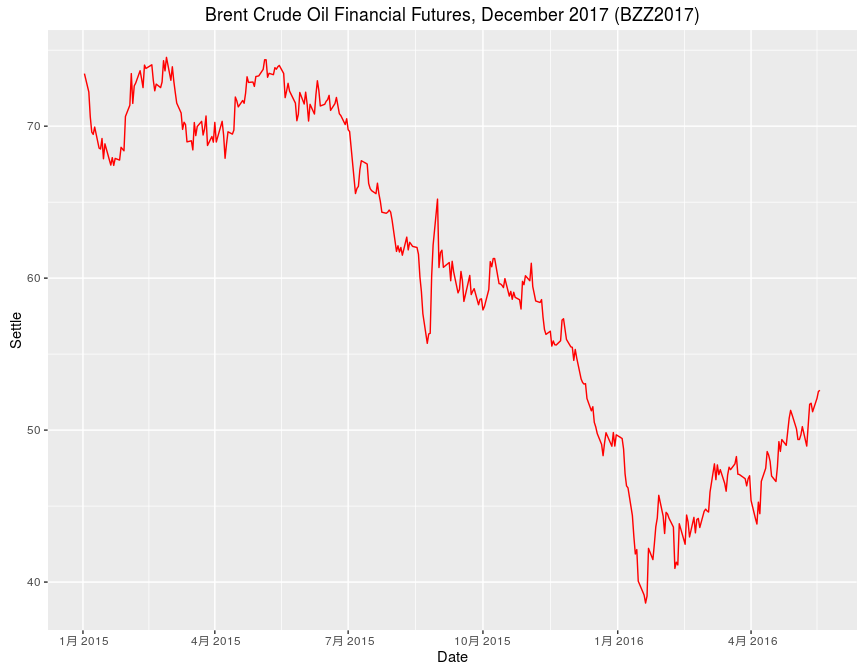 Brent Crude Oil Financial Futures, December 2017 (BZZ2017)
Settle
70
60
50
40
1月 2015
4月 2015
7月 2015
10月 2015
1月 2016
4月 2016
Date